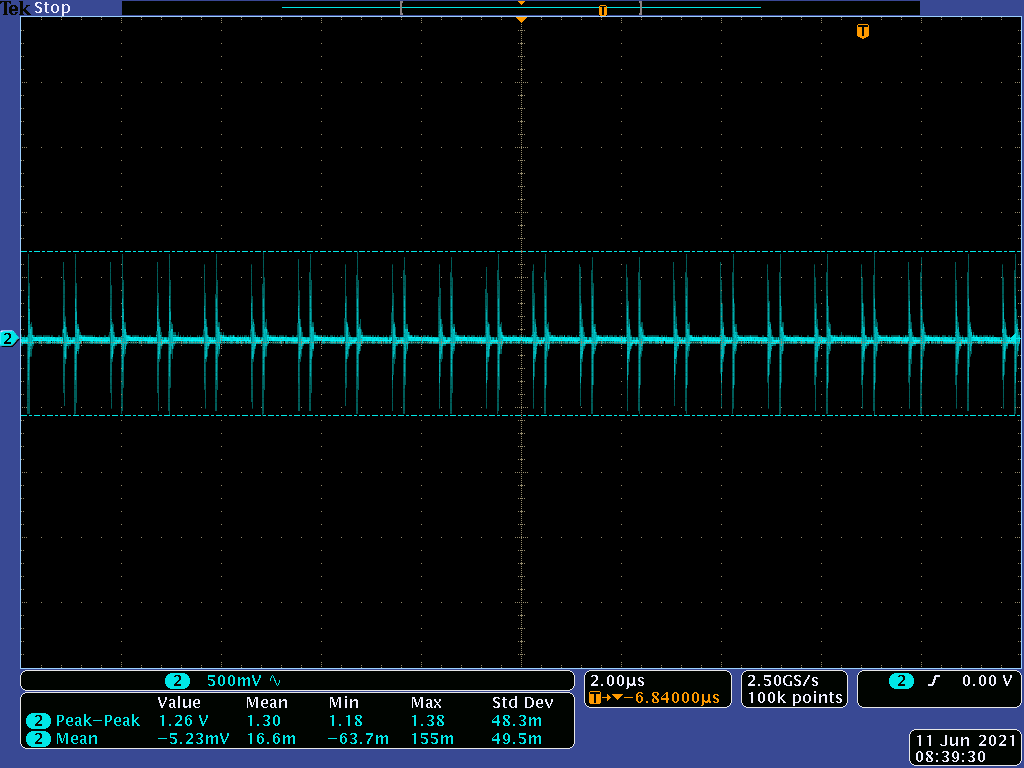 Tek Stop
T
T
2
2 500mV ∿
Value Mean Min Max Std Dev
2 Peak−Peak 1.26 V 1.30 1.18 1.38 48.3m
2 Mean −5.23mV 16.6m −63.7m 155m 49.5m
2.00µs
T→▼−6.84000µs
2.50GS/s
100k points
2 0.00 V
11 Jun 2021
08:39:30